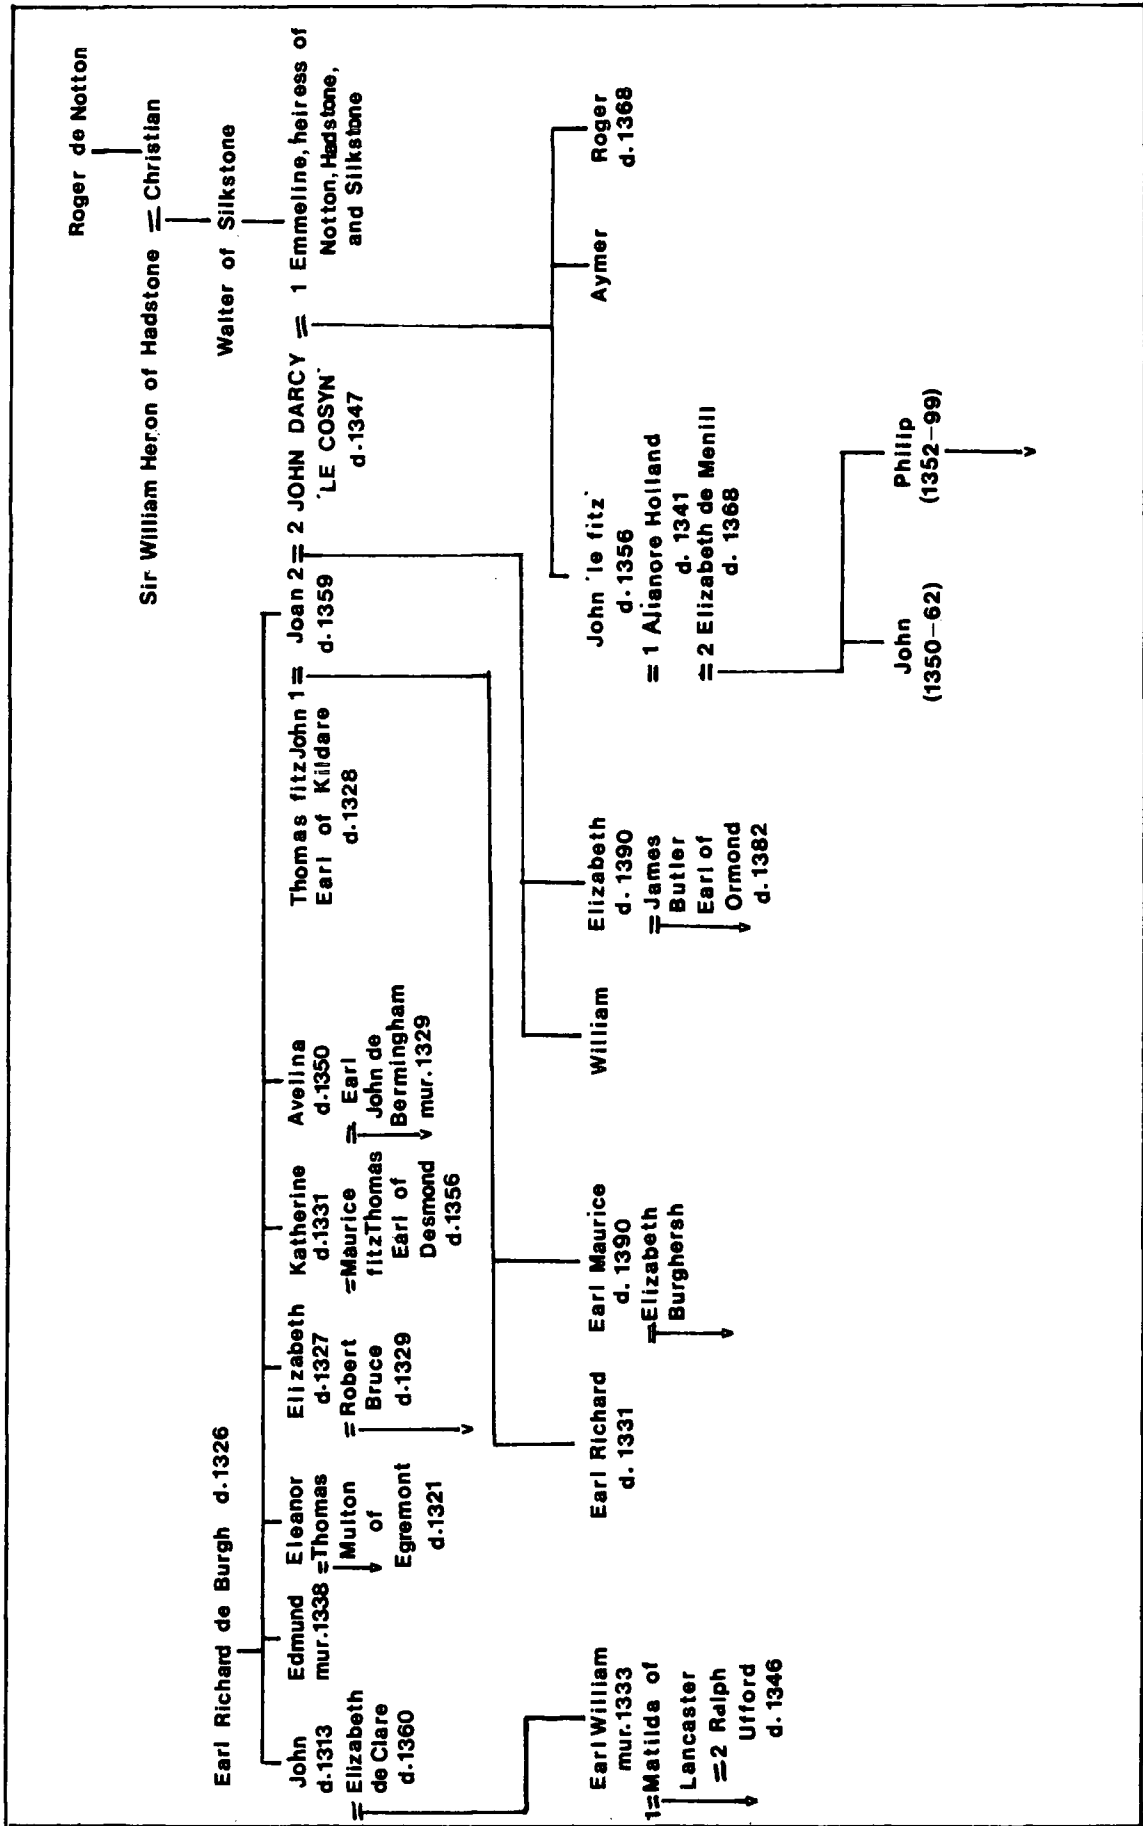 Roger de Notton
Sir William Heron of Hadstone = Christian
Walter of Silkstone
Earl Richard de Burgh d.1326
John
d.1313
= Elizabeth
de Clare
d.1360
Edmund
mur.1338
Eleanor
=Thomas
Multon
of
Egremont
d.1321
Elizabeth
d.1327
=Robert
Bruce
d.1329
Katherine
d.1331
=Maurice
fitzThomas
Earl of
Desmond
d.1356
Avelina
d.1350
= Earl
John de
Bermingham
mur.1329
Thomas fitzJohn 1 = Joan 2 = 2 JOHN DARCY = 1 Emmeline, heiress of
Earl of Kildare
d.1328
d.1359
'LE COSYN'
d.1347
Notton, Hadstone,
and Silkstone
Earl William
mur.1333
1=Matilda of
Lancaster
=2 Ralph
Ufford
d.1346
Earl Richard
d.1331
Earl Maurice
d.1390
=Elizabeth
Burghersh
William
Elizabeth
d.1390
=James
Butler
Earl of
Ormond
d.1382
John 'le fitz'
d.1356
= 1 Alianore Holland
d.1341
= 2 Elizabeth de Menill
d.1368
Aymer
Roger
d.1368
John
(1350-62)
Philip
(1352-99)